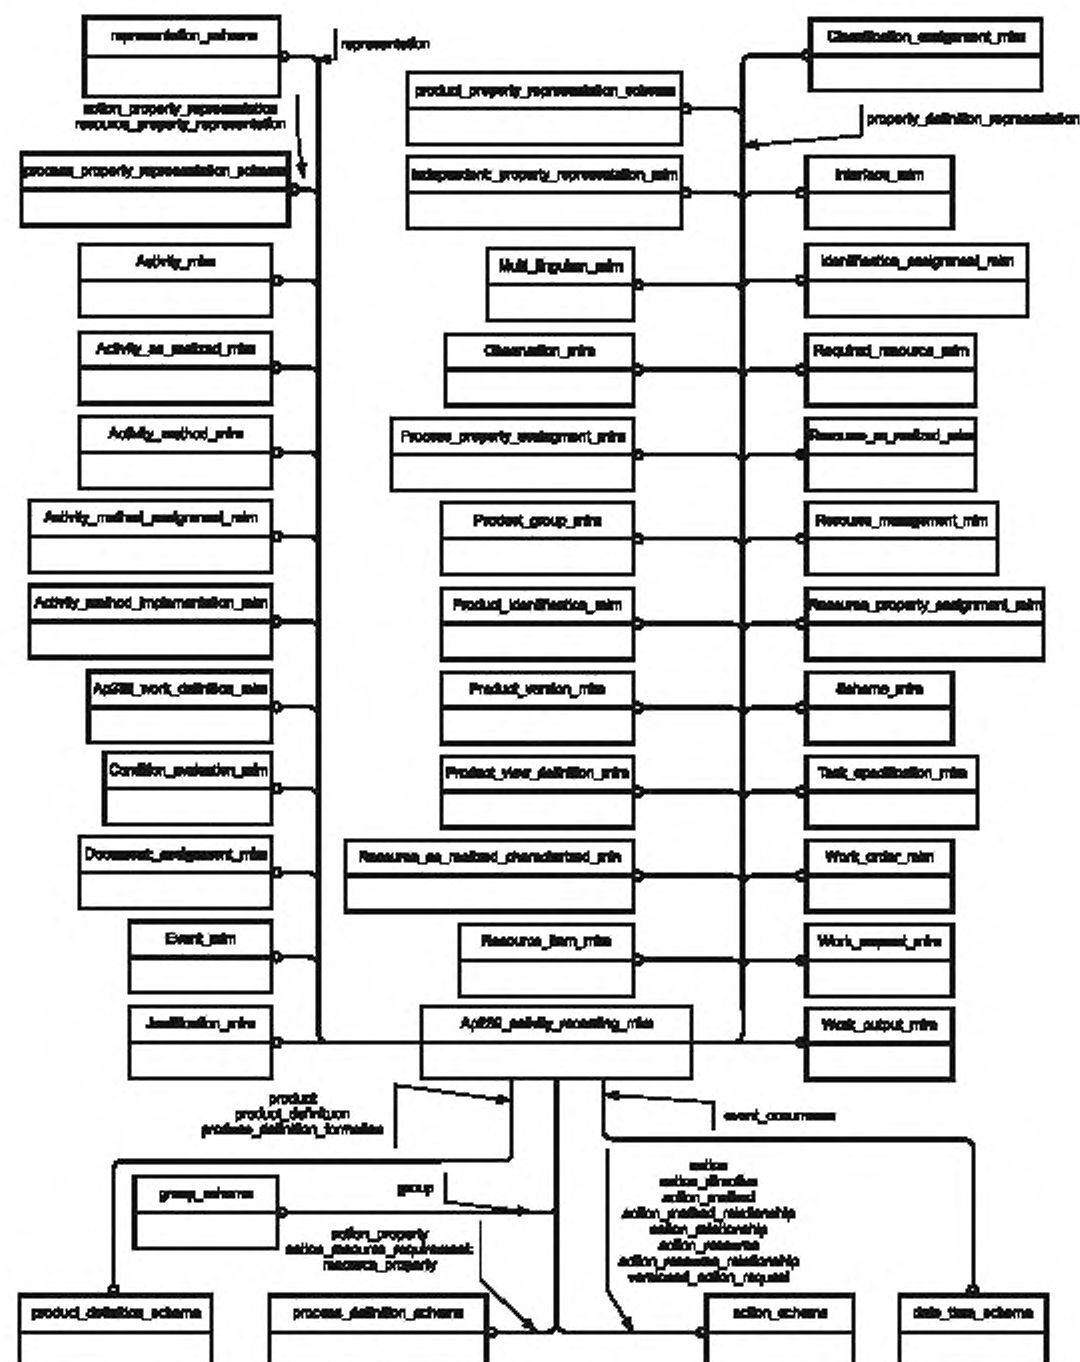 representation_schema
representation
Classification_assignment_mim
product_property_representation_schema
action_property_representation
resource_property_representation
property_definition_representation
process_property_representation_schema
Independent_property_representation_mim
Interface_mim
Activity_mim
Multi_linguism_mim
Identification_assignment_mim
Activity_as_realized_mim
Observation_mim
Required_resource_mim
Activity_method_mim
Process_property_assignment_mim
Resource_as_realized_mim
Activity_method_assignment_mim
Product_group_mim
Resource_management_mim
Activity_method_implementation_mim
Product_identification_mim
Resource_property_assignment_mim
Ap239_work_definition_mim
Product_version_mim
Scheme_mim
Condition_evaluation_mim
Product_view_definition_mim
Task_specification_mim
Document_assignment_mim
Resource_as_realized_characterized_mim
Work_order_mim
Event_mim
Resource_item_mim
Work_request_mim
Justification_mim
Ap239_activity_recording_mim
Work_output_mim
product
product_definition
product_definition_formation
event_occurrence
group_schema
group
action
action_directive
action_method
action_method_relationship
action_relationship
action_resource
action_resource_relationship
versioned_action_request
action_property
action_resource_requirement
resource_property
product_definition_schema
process_definition_schema
action_schema
date_time_schema